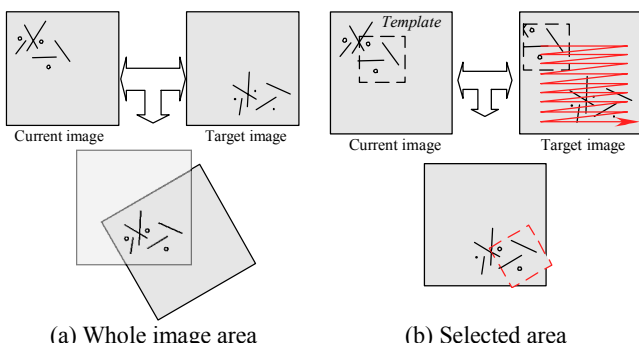 Template
Current image
Target image
Current image
Target image
(a) Whole image area
(b) Selected area